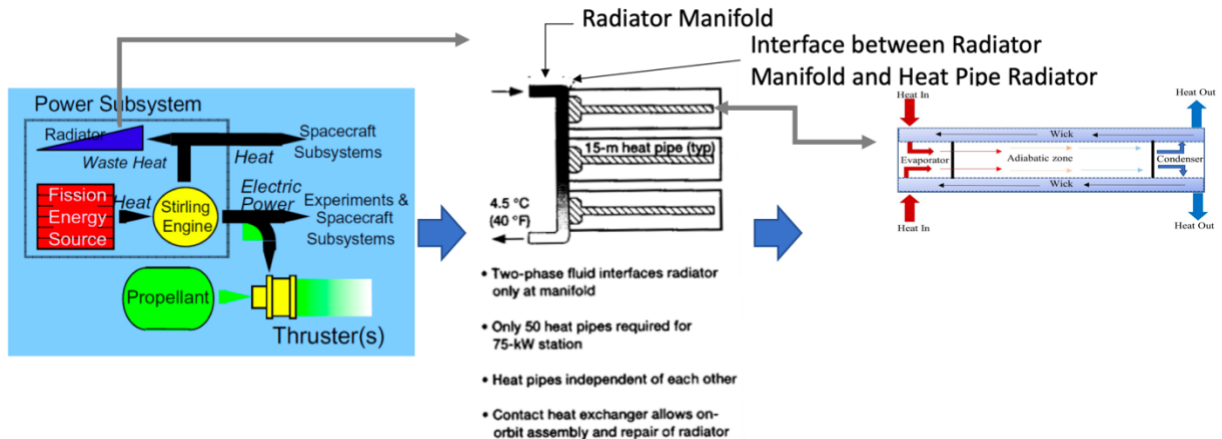 Radiator Manifold
Interface between Radiator
Manifold and Heat Pipe Radiator
Power Subsystem
Radiator
Waste Heat
Heat
Spacecraft
Subsystems
Fission
Energy
Source
Heat
Stirling
Engine
Electric
Power
Experiments &
Spacecraft
Subsystems
Propellant
Thruster(s)
15-m heat pipe (typ)
4.5 °C
(40 °F)
• Two-phase fluid interfaces radiator
only at manifold
• Only 50 heat pipes required for
75-kW station
• Heat pipes independent of each other
• Contact heat exchanger allows on-
orbit assembly and repair of radiator
Heat In
Heat Out
Wick
Evaporator
Adiabatic zone
Condenser
Wick
Heat In
Heat Out